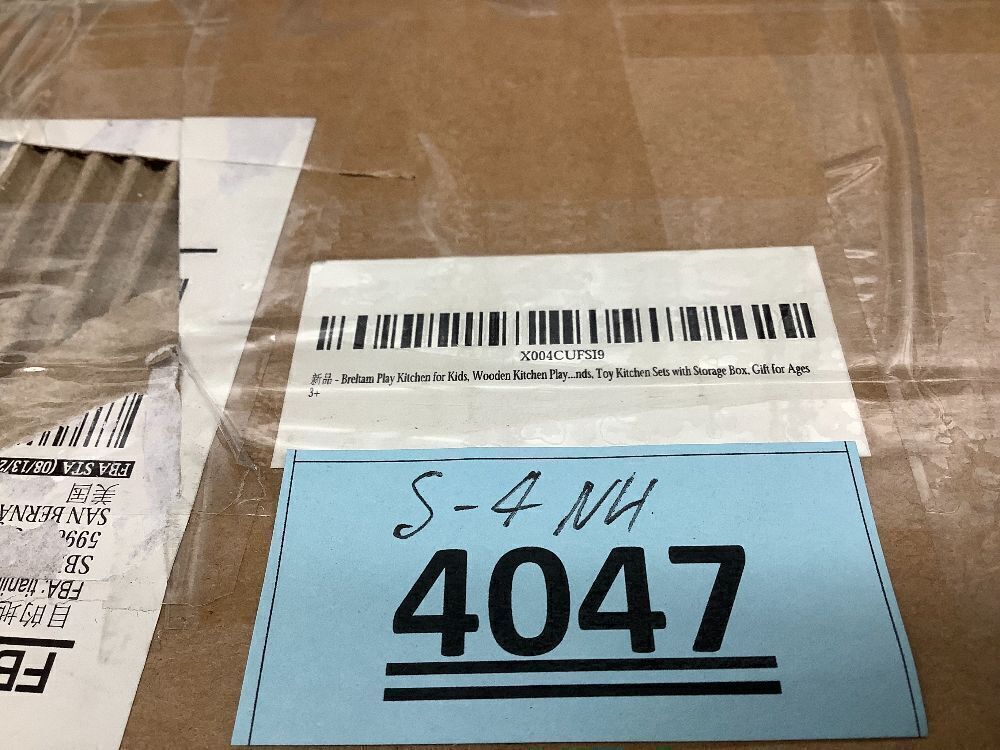 X004CUFSI9
新品 - Breltam Play Kitchen for Kids, Wooden Kitchen Play...nds, Toy Kitchen Sets with Storage Box, Gift for Ages
3+
S-4 NH
4047
FBA STA (08/13/2
美国
SAN BERNA
599
SB
FBA: tianji
目的地
FB